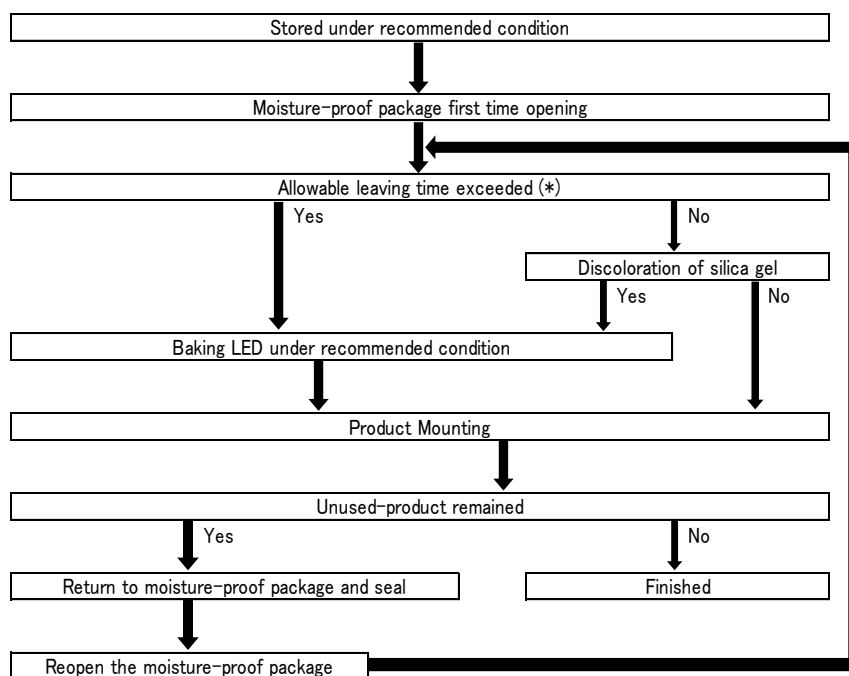 Stored under recommended condition
Moisture-proof package first time opening
Allowable leaving time exceeded (*)
Yes
No
Discoloration of silica gel
Yes
No
Baking LED under recommended condition
Product Mounting
Unused-product remained
Yes
No
Return to moisture-proof package and seal
Finished
Reopen the moisture-proof package